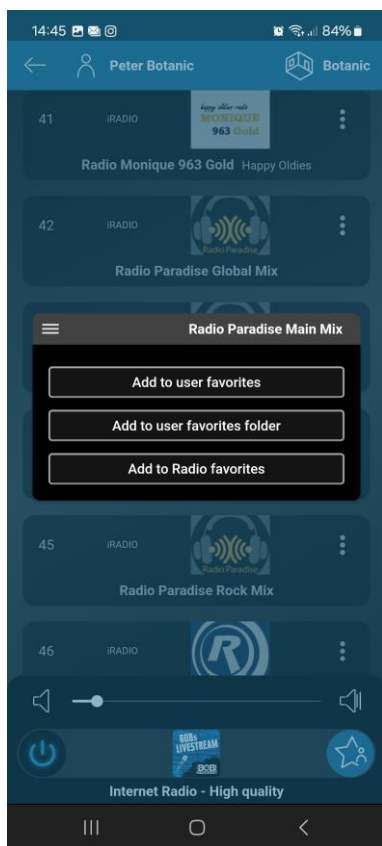 14:45 84%
Peter Botanic Botanic
41 iRADIO happy oldies radio
MONIQUE
963 Gold
Radio Monique 963 Gold Happy Oldies
42 iRADIO
Radio Paradise
Radio Paradise Global Mix
Radio Paradise Main Mix
Add to user favorites
Add to user favorites folder
Add to Radio favorites
45 iRADIO
Radio Paradise
Radio Paradise Rock Mix
46 iRADIO R
BOBs
LIVESTREAM
BOB!
Internet Radio - High quality